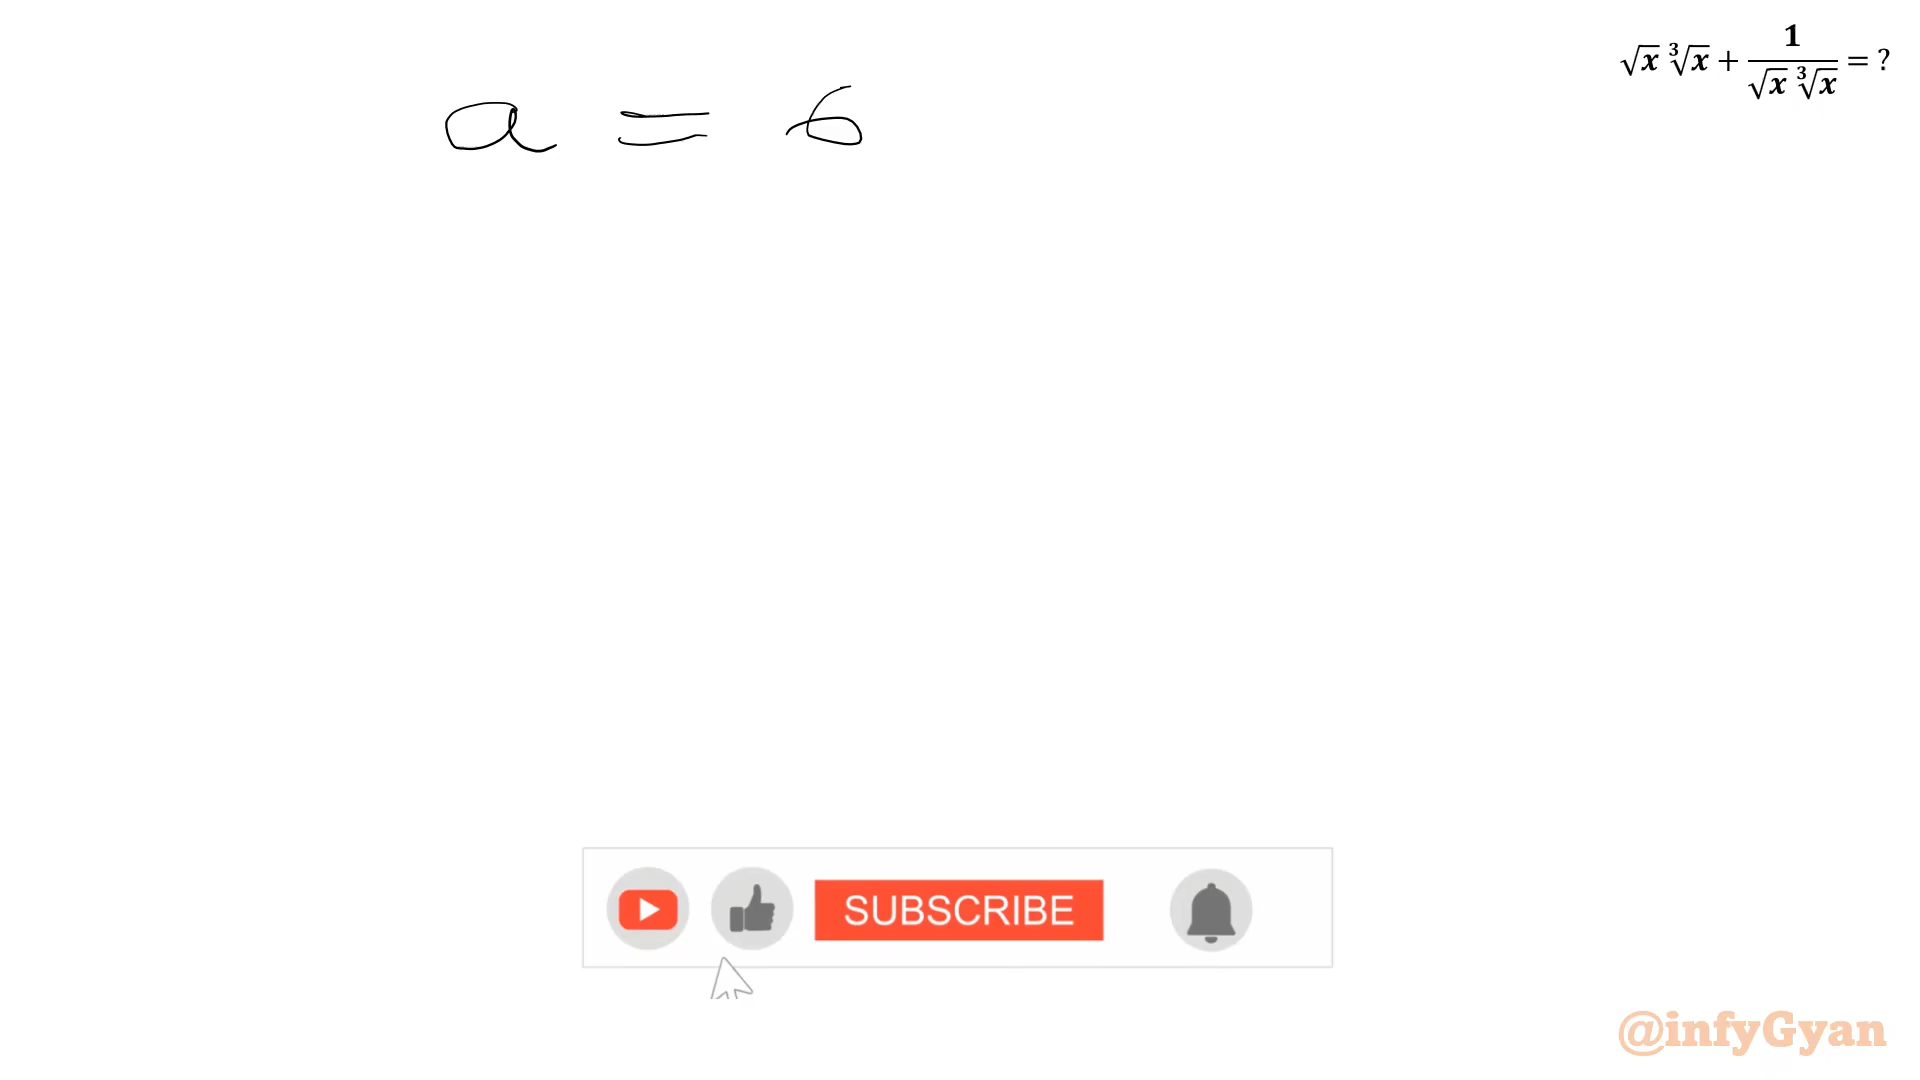 √x ∛x + 1/(√x ∛x) = ?
a = 6
SUBSCRIBE
@infyGyan